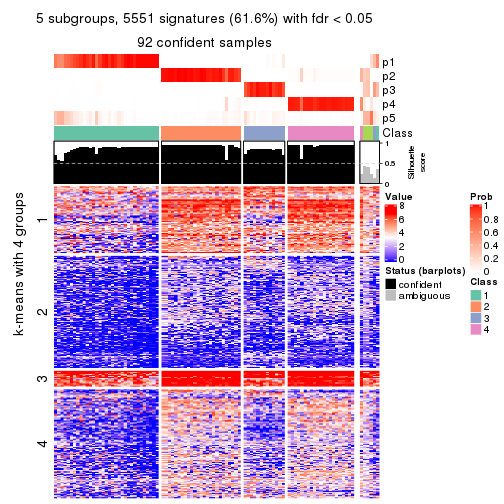 5 subgroups, 5551 signatures (61.6%) with fdr < 0.05
92 confident samples
p1
p2
p3
p4
p5
Class
1
0.5
0
Silhouette
score
k-means with 4 groups
1
2
3
4
Value
8
6
4
2
0
Status (barplots)
confident
ambiguous
Prob
1
0.8
0.6
0.4
0.2
0
Class
1
2
3
4